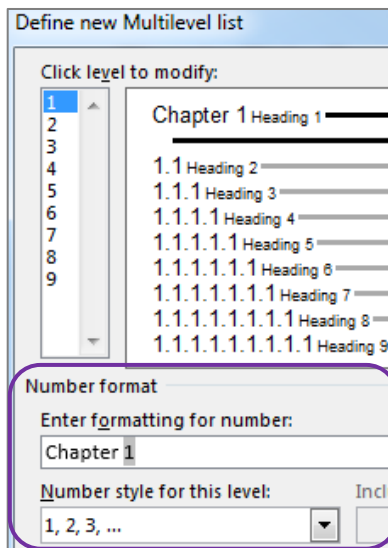 Define new Multilevel list
Click level to modify:
1
2
3
4
5
6
7
8
9
Chapter 1 Heading 1
1.1 Heading 2
1.1.1 Heading 3
1.1.1.1 Heading 4
1.1.1.1.1 Heading 5
1.1.1.1.1.1 Heading 6
1.1.1.1.1.1.1 Heading 7
1.1.1.1.1.1.1.1 Heading 8
1.1.1.1.1.1.1.1.1 Heading 9
Number format
Enter formatting for number:
Chapter 1
Number style for this level: Incl
1, 2, 3, ...